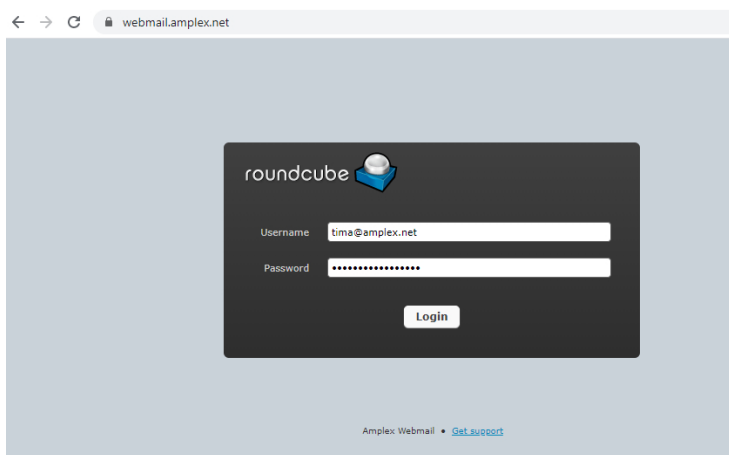 webmail.amplex.net
roundcube
Username tima@amplex.net
Password •••••••••••••••••
Login
Amplex Webmail • Get support